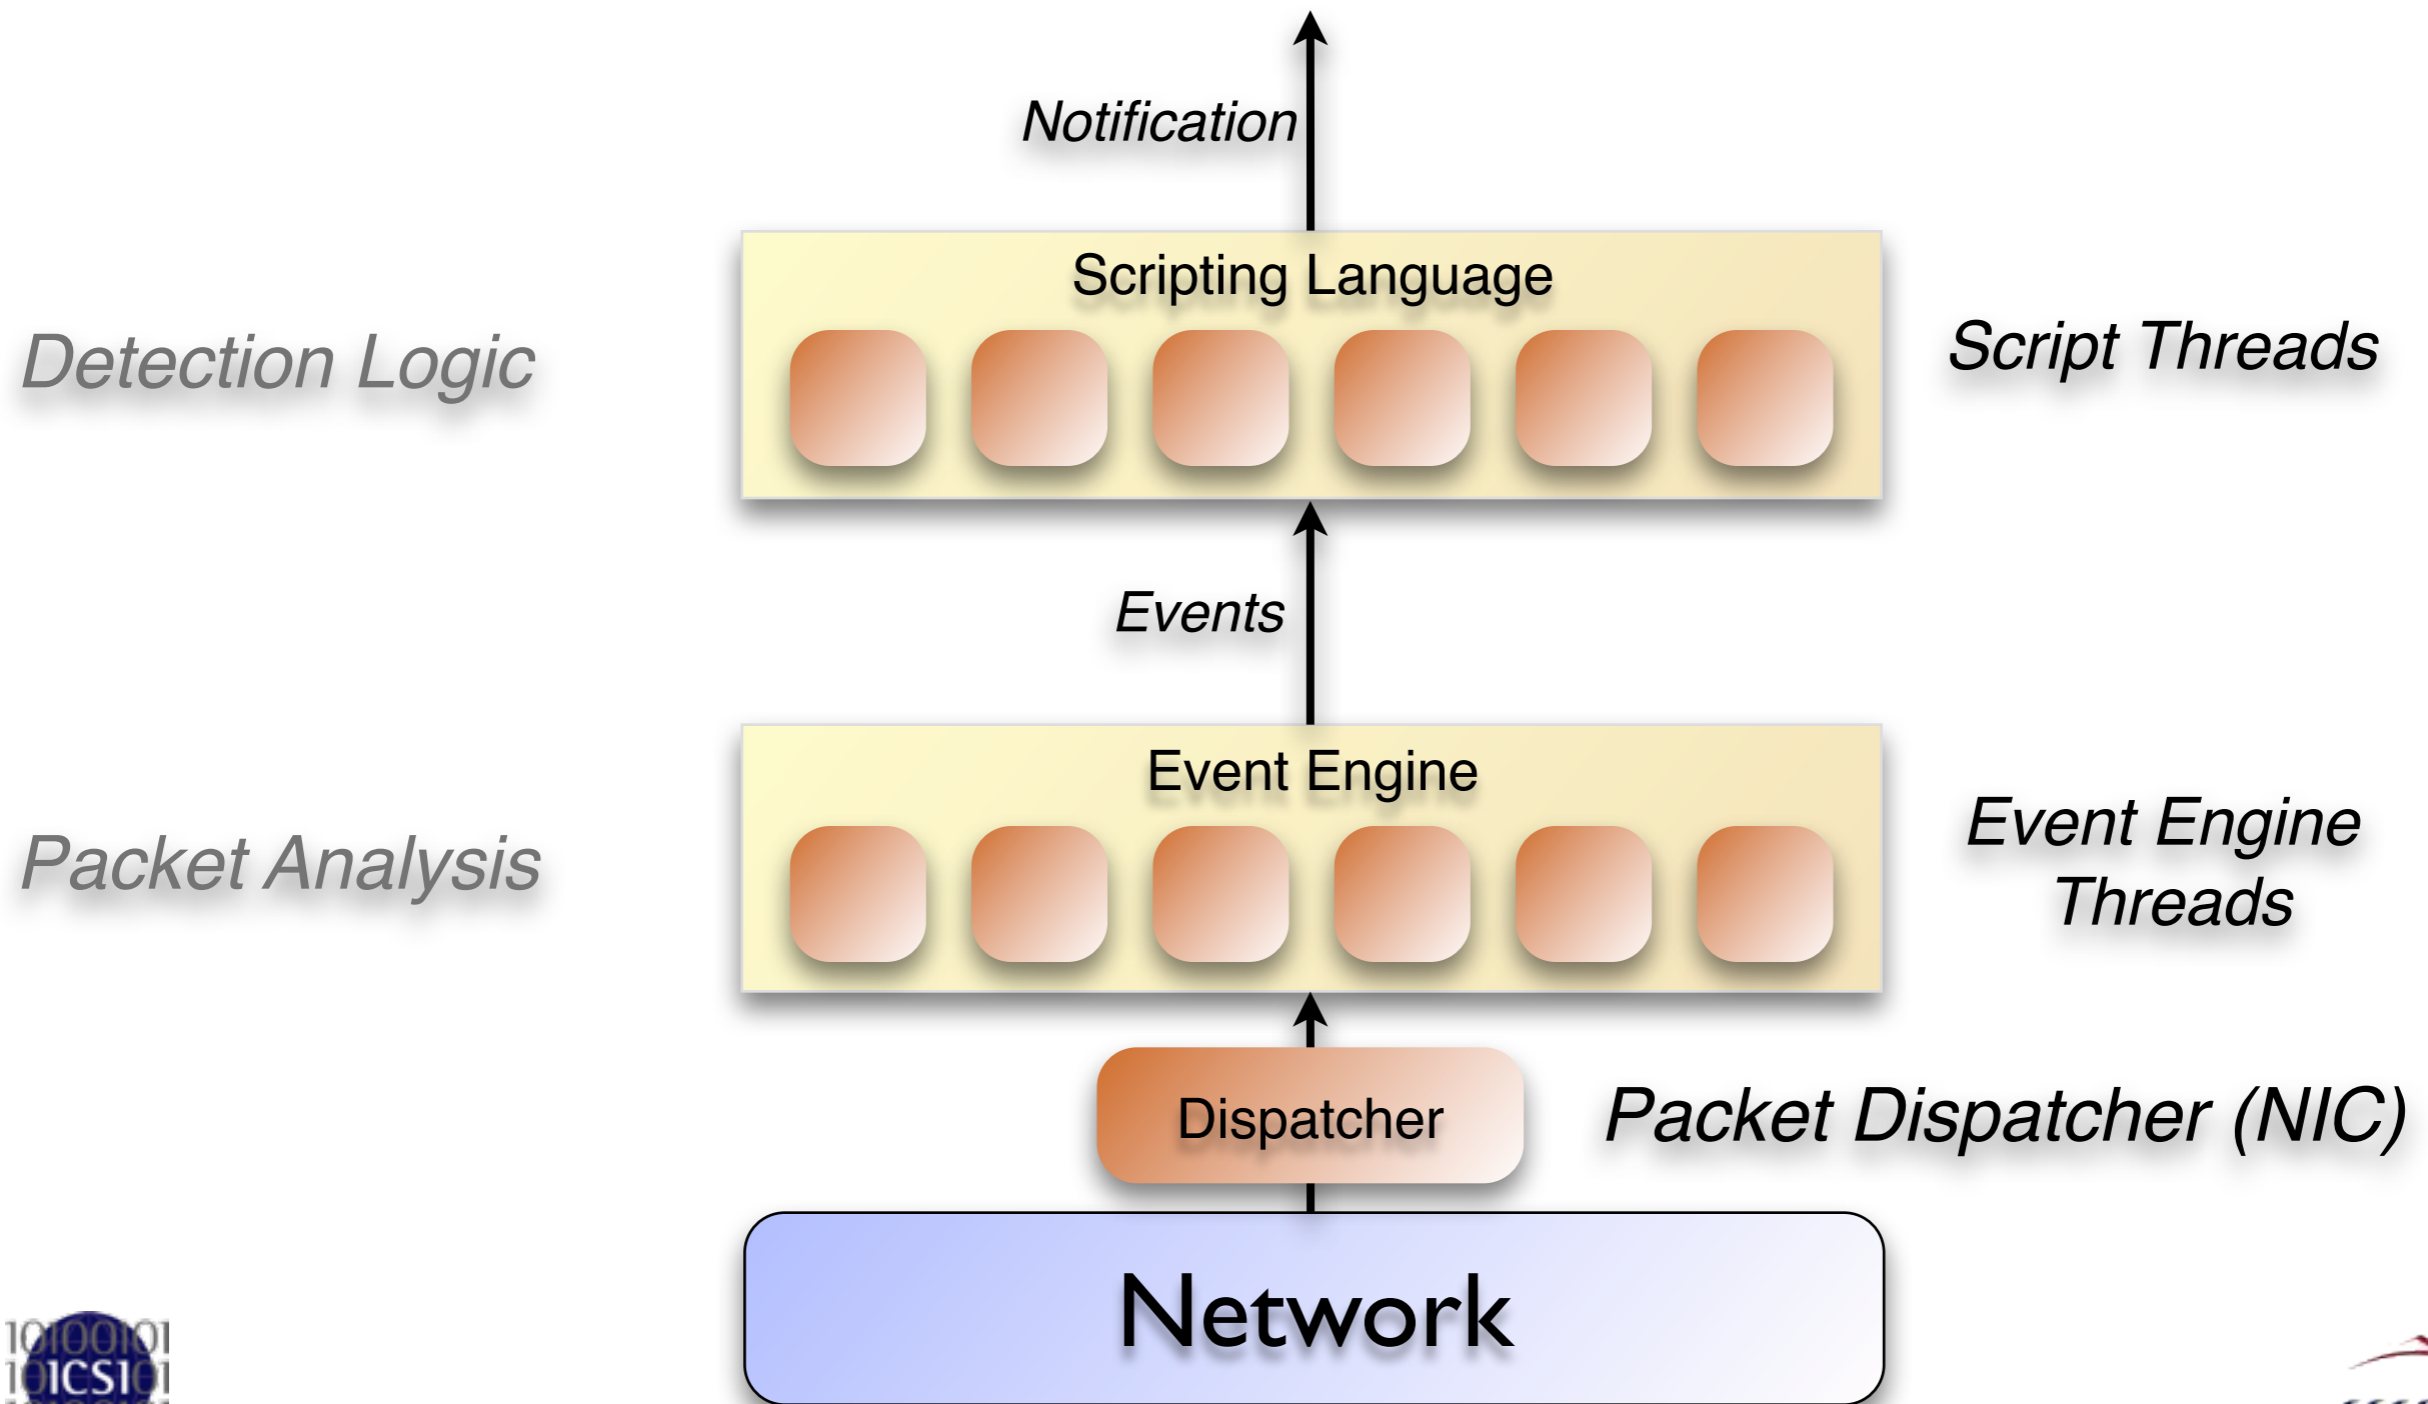 Notification
Scripting Language
Detection Logic
Script Threads
Events
Event Engine
Packet Analysis
Event Engine
Threads
Dispatcher
Packet Dispatcher (NIC)
Network
10100101
ICSI